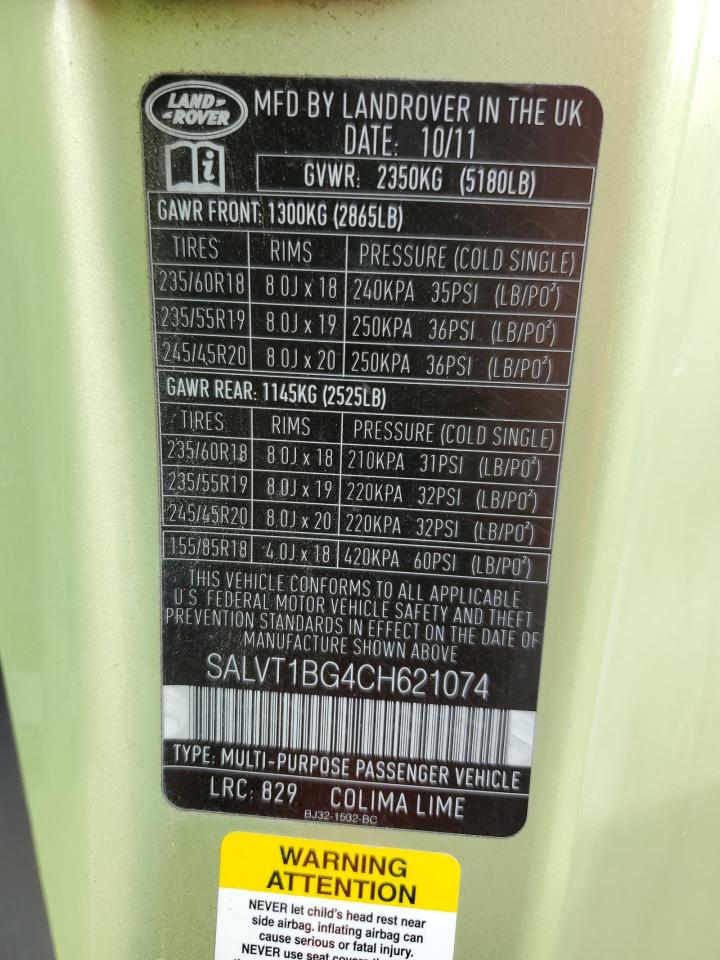 LAND-
-ROVER
MFD BY LANDROVER IN THE UK
DATE: 10/11
i
GVWR: 2350KG (5180LB)
GAWR FRONT: 1300KG (2865LB)
TIRES RIMS PRESSURE (COLD SINGLE)
235/60R18 8.0J x 18 240KPA 35PSI (LB/PO²)
235/55R19 8.0J x 19 250KPA 36PSI (LB/PO²)
245/45R20 8.0J x 20 250KPA 36PSI (LB/PO²)
GAWR REAR: 1145KG (2525LB)
TIRES RIMS PRESSURE (COLD SINGLE)
235/60R18 8.0J x 18 210KPA 31PSI (LB/PO²)
235/55R19 8.0J x 19 220KPA 32PSI (LB/PO²)
245/45R20 8.0J x 20 220KPA 32PSI (LB/PO²)
155/85R18 4.0J x 18 420KPA 60PSI (LB/PO²)
THIS VEHICLE CONFORMS TO ALL APPLICABLE
U.S. FEDERAL MOTOR VEHICLE SAFETY AND THEFT
PREVENTION STANDARDS IN EFFECT ON THE DATE OF
MANUFACTURE SHOWN ABOVE
SALVT1BG4CH621074
TYPE: MULTI-PURPOSE PASSENGER VEHICLE
LRC: 829 COLIMA LIME
BJ32-1532-BC
WARNING
ATTENTION
NEVER let child's head rest near
side airbag. inflating airbag can
cause serious or fatal injury.
NEVER use seat